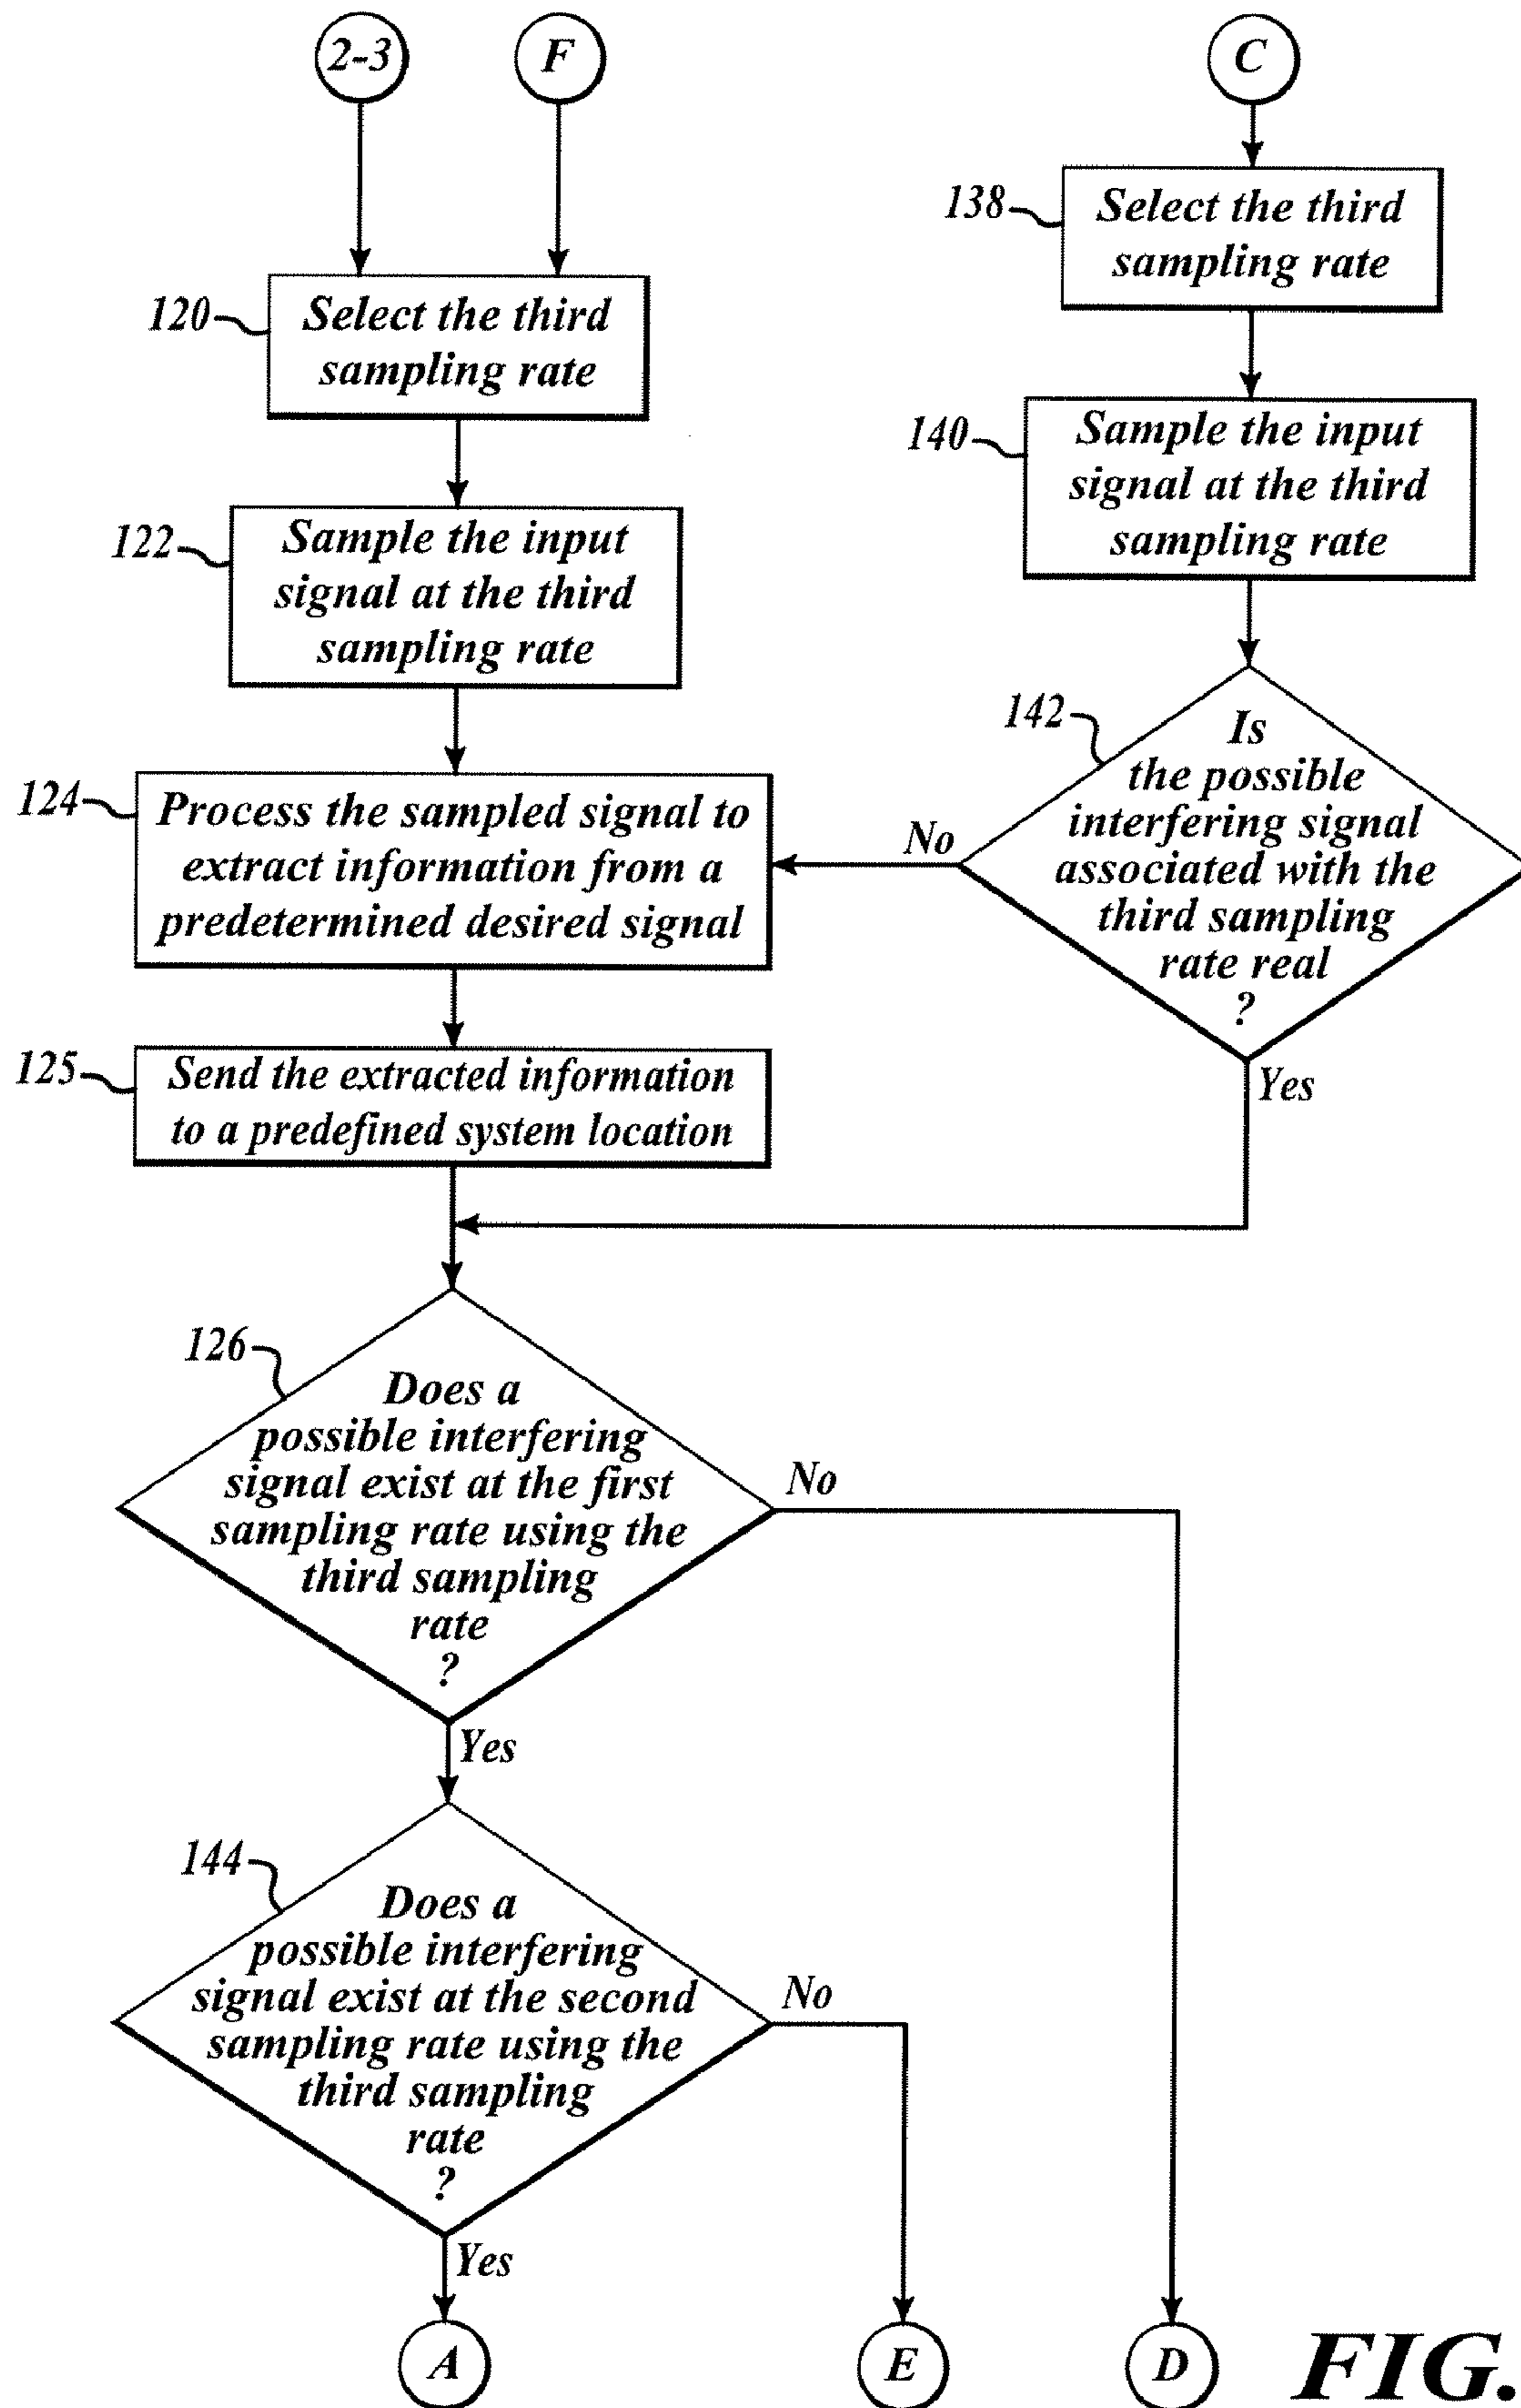 2-3
F
120
Select the third
sampling rate
122
Sample the input
signal at the third
sampling rate
124
Process the sampled signal to
extract information from a
predetermined desired signal
125
Send the extracted information
to a predefined system location
C
138
Select the third
sampling rate
140
Sample the input
signal at the third
sampling rate
142
Is
the possible
interfering signal
associated with the
third sampling
rate real
?
No
Yes
126
Does a
possible interfering
signal exist at the first
sampling rate using the
third sampling
rate
?
No
Yes
144
Does a
possible interfering
signal exist at the second
sampling rate using the
third sampling
rate
?
No
Yes
A
E
D
FIG.